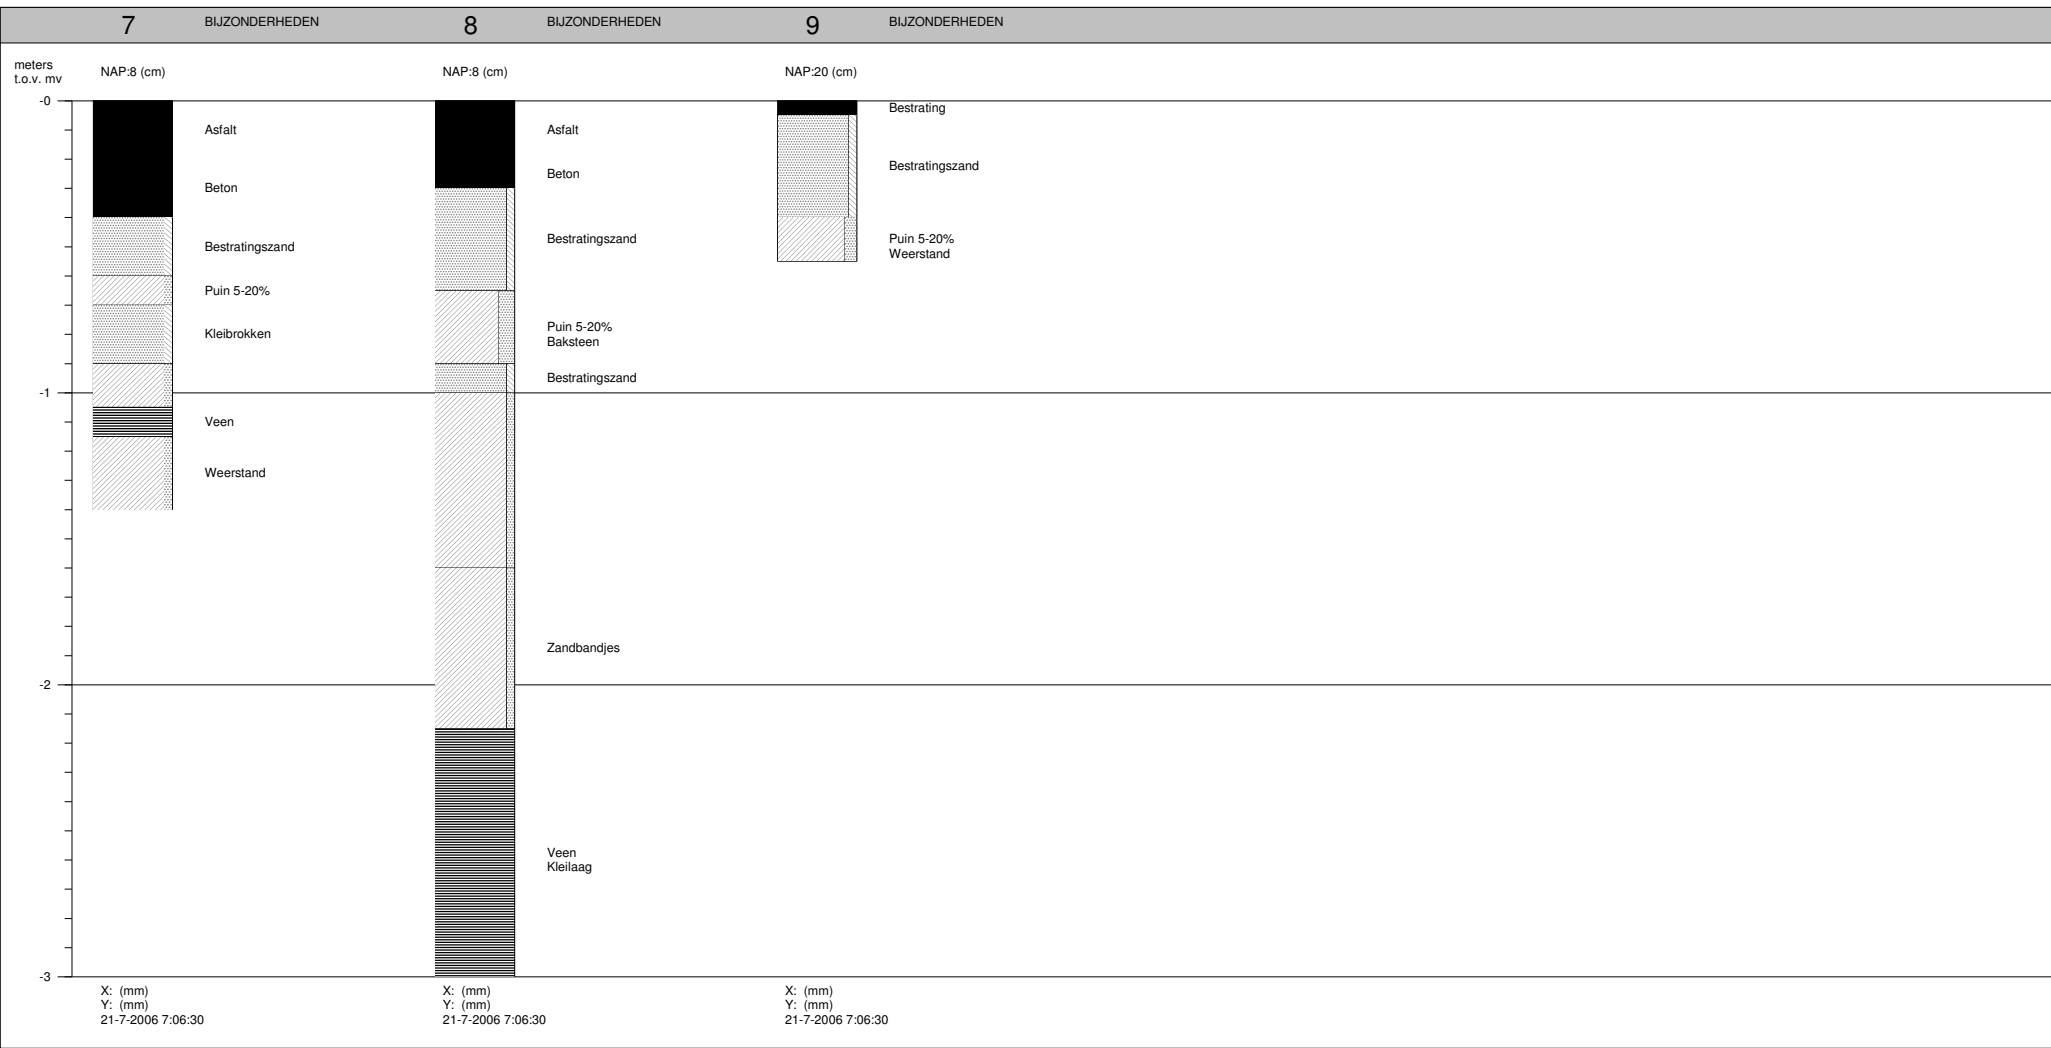 7 BIJZONDERHEDEN 8 BIJZONDERHEDEN 9 BIJZONDERHEDEN
meters
t.o.v. mv
NAP:8 (cm) NAP:8 (cm) NAP:20 (cm)
-0
-1
-2
-3
Asfalt
Beton
Bestratingszand
Puin 5-20%
Kleibrokken
Veen
Weerstand
Asfalt
Beton
Bestratingszand
Puin 5-20%
Baksteen
Bestratingszand
Zandbandjes
Veen
Kleilaag
Bestrating
Bestratingszand
Puin 5-20%
Weerstand
X: (mm)
Y: (mm)
21-7-2006 7:06:30
X: (mm)
Y: (mm)
21-7-2006 7:06:30
X: (mm)
Y: (mm)
21-7-2006 7:06:30